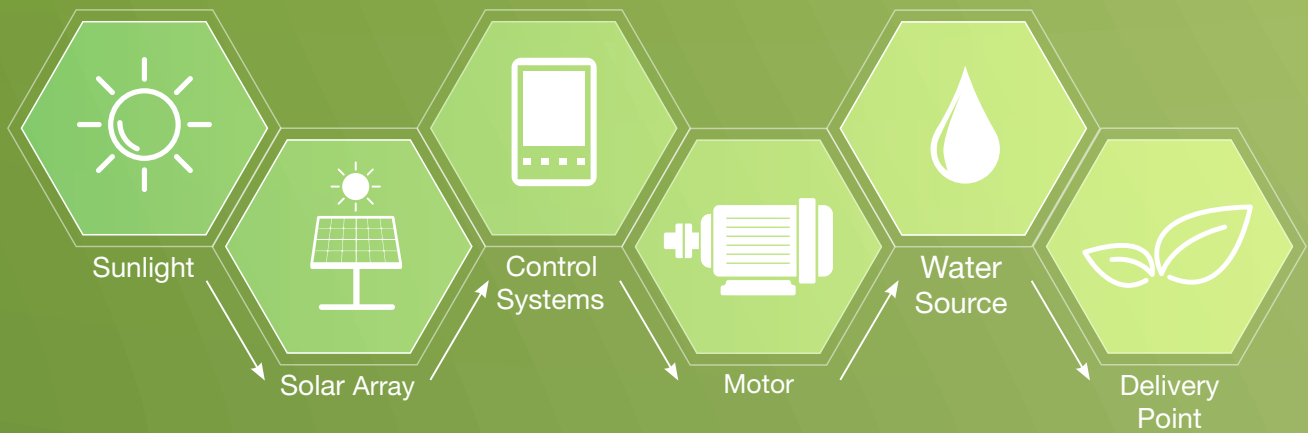 Sunlight
Solar Array
Control
Systems
Motor
Water
Source
Delivery
Point